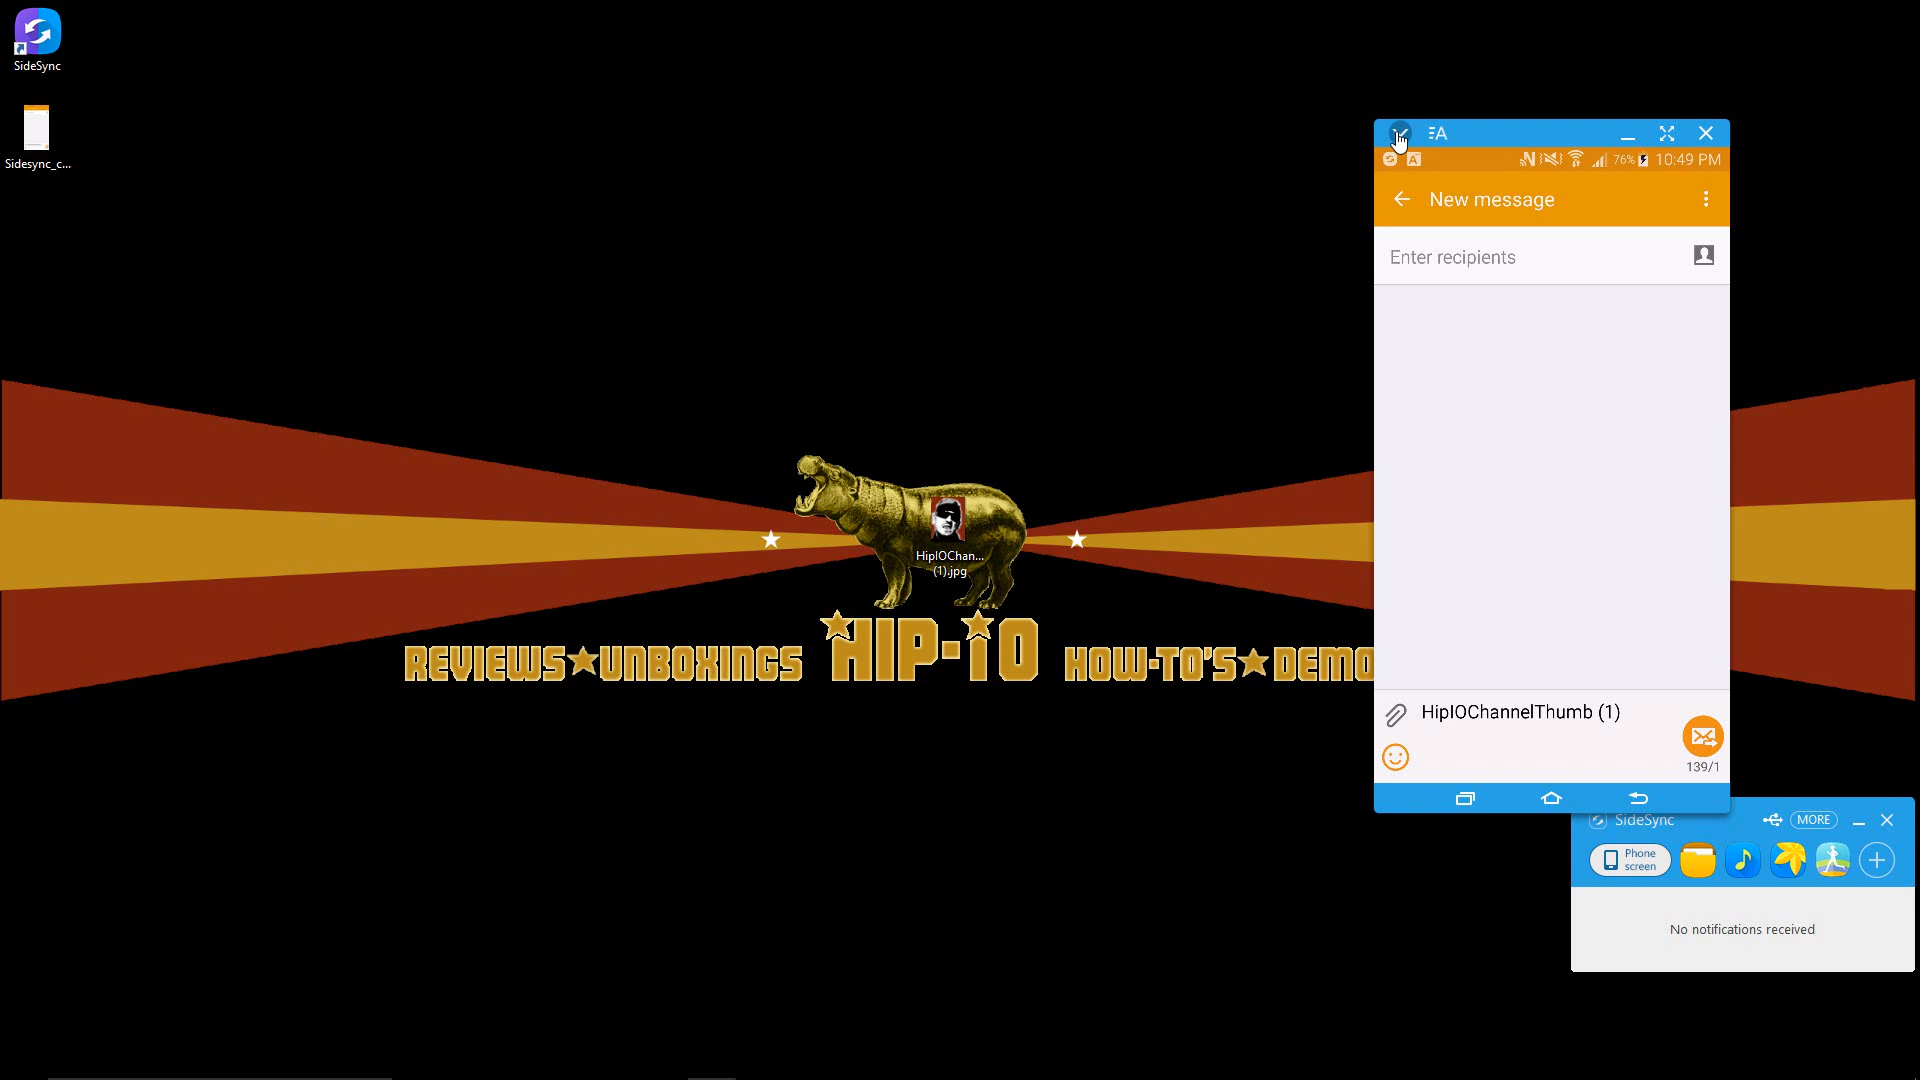 SideSync
Sidesync_c...
HipIOChan...
(1).jpg
REVIEWS★UNBOXINGS HIP-IO HOW-TO'S★DEMO
A
76% 10:49 PM
New message
Enter recipients
HipIOChannelThumb (1)
139/1
SideSync MORE
Phone
screen
No notifications received